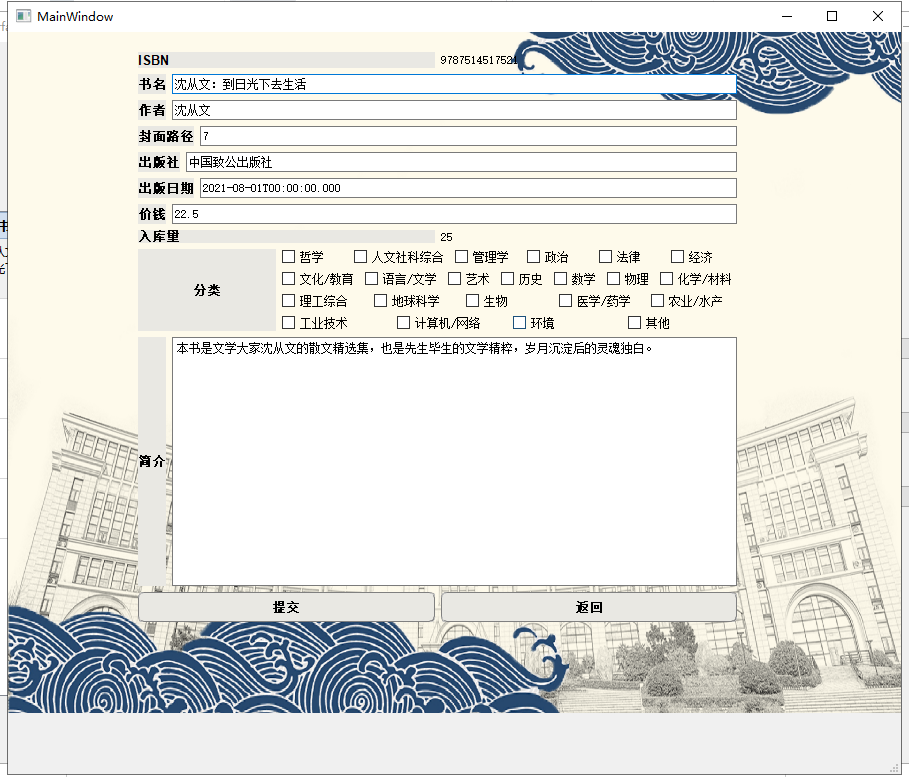 MainWindow
ISBN 978751451752
书名 沈从文：到日光下去生活
作者 沈从文
封面路径 7
出版社 中国致公出版社
出版日期 2021-08-01T00:00:00.000
价钱 22.5
入库量 25
哲学 人文社科综合 管理学 政治 法律 经济
文化/教育 语言/文学 艺术 历史 数学 物理 化学/材料
分类
理工综合 地球科学 生物 医学/药学 农业/水产
工业技术 计算机/网络 环境 其他
本书是文学大家沈从文的散文精选集，也是先生毕生的文学精粹，岁月沉淀后的灵魂独白。
简介
提交 返回